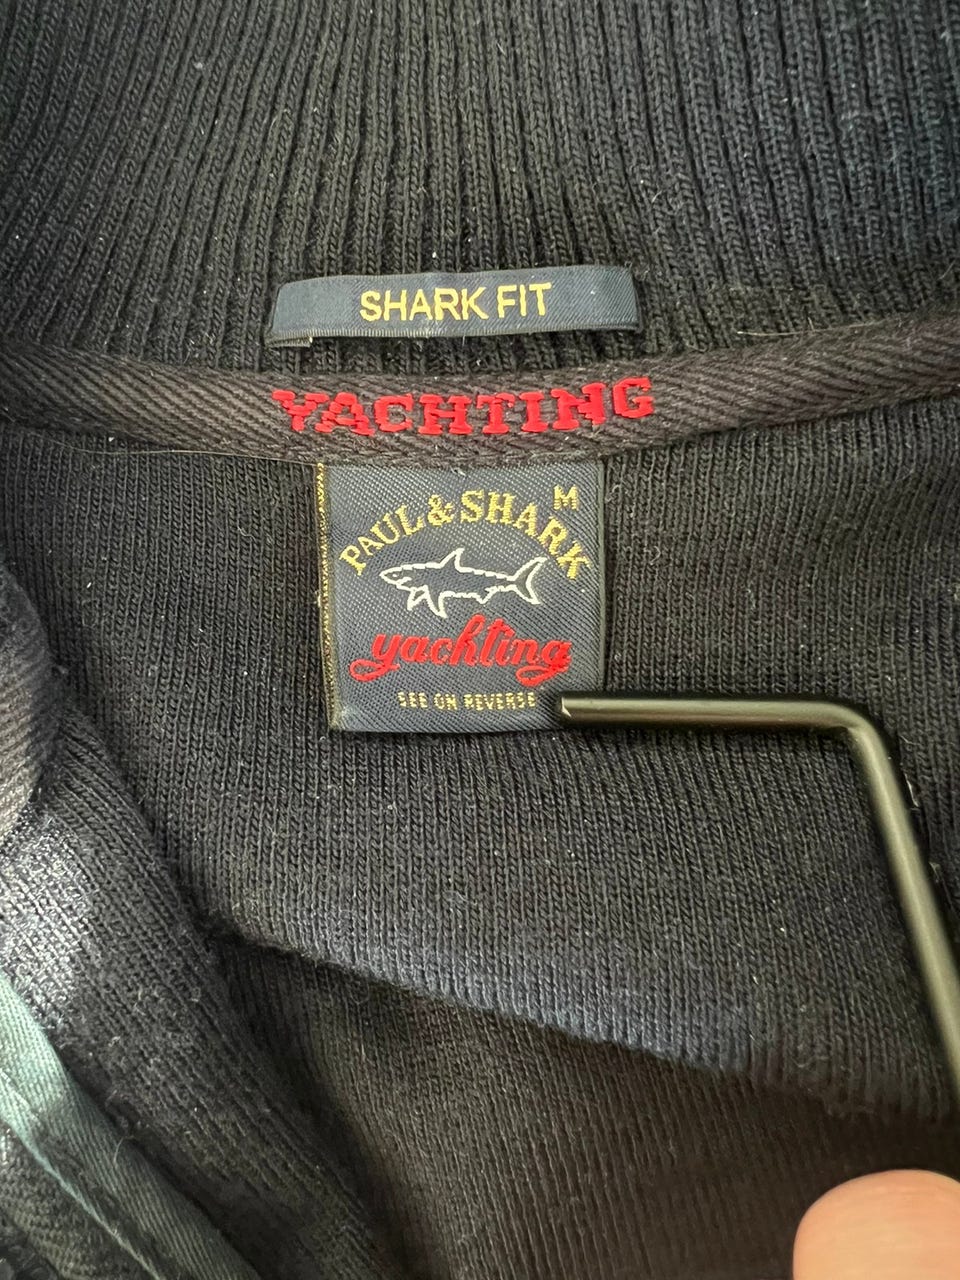 SHARK FIT
YACHTING
M
PAUL & SHARK
yachting
SEE ON REVERSE